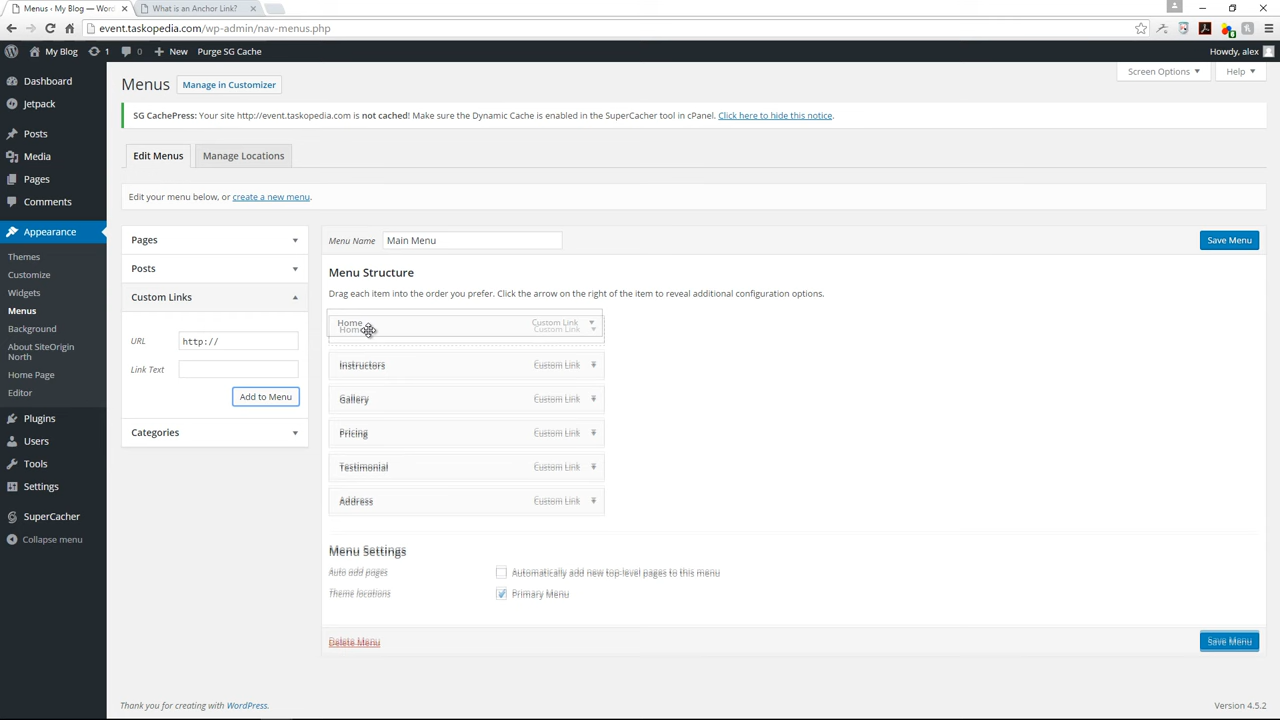 Menus ‹ My Blog — Wor
What is an Anchor Link?
event.taskopedia.com/wp-admin/nav-menus.php
My Blog
1
0
New
Purge SG Cache
Howdy, alex
Dashboard
Jetpack
Posts
Media
Pages
Comments
Appearance
Themes
Customize
Widgets
Menus
Background
About SiteOrigin
North
Home Page
Editor
Plugins
Users
Tools
Settings
SuperCacher
Collapse menu
Screen Options
Help
Menus
Manage in Customizer
SG CachePress: Your site http://event.taskopedia.com is not cached! Make sure the Dynamic Cache is enabled in the SuperCacher tool in cPanel. Click here to hide this notice.
Edit Menus
Manage Locations
Edit your menu below, or create a new menu.
Pages
Posts
Custom Links
URL
http://
Link Text
Add to Menu
Categories
Menu Name
Main Menu
Save Menu
Menu Structure
Drag each item into the order you prefer. Click the arrow on the right of the item to reveal additional configuration options.
Home Custom Link
Home Custom Link
Instructors Custom Link
Gallery Custom Link
Pricing Custom Link
Testimonial Custom Link
Address Custom Link
Menu Settings
Auto add pages
Automatically add new top-level pages to this menu
Theme locations
Primary Menu
Delete Menu
Save Menu
Thank you for creating with WordPress.
Version 4.5.2